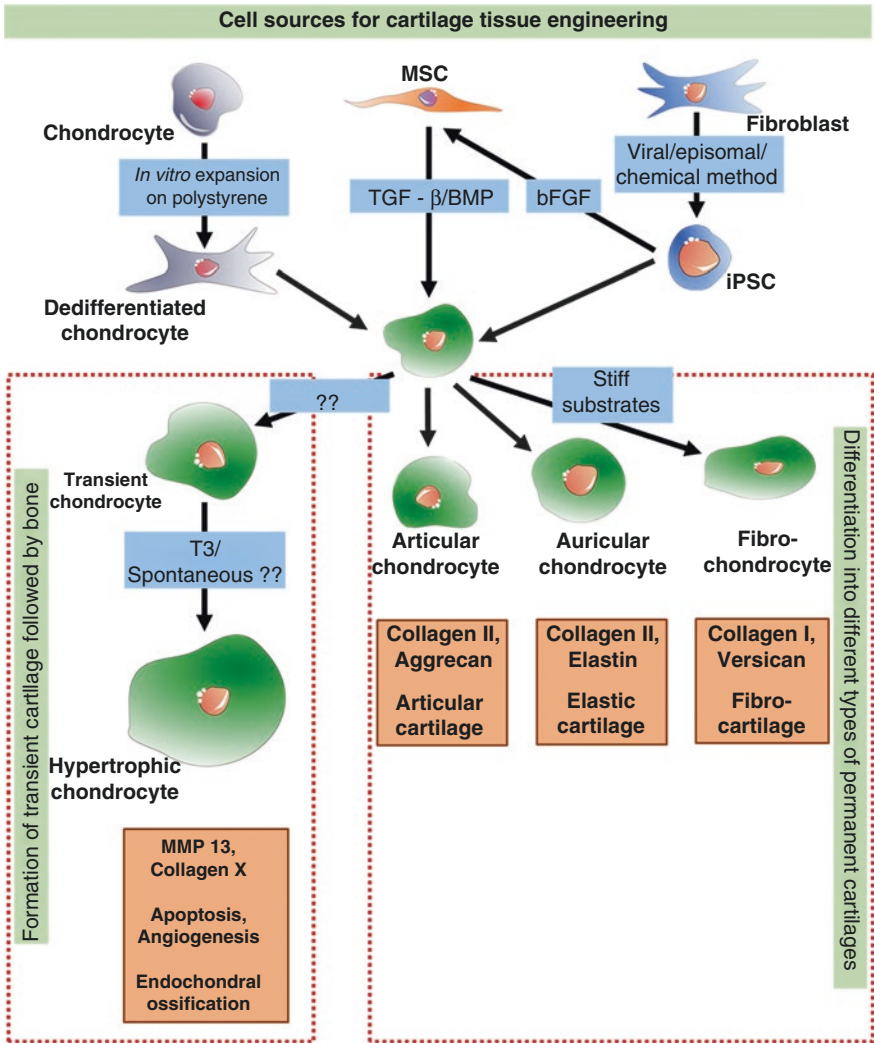 Cell sources for cartilage tissue engineering
Chondrocyte
MSC
Fibroblast
In vitro expansion
on polystyrene
TGF - β/BMP
bFGF
Viral/episomal/
chemical method
Dedifferentiated
chondrocyte
iPSC
??
Stiff
substrates
Formation of transient cartilage followed by bone
Transient
chondrocyte
T3/
Spontaneous ??
Hypertrophic
chondrocyte
MMP 13,
Collagen X
Apoptosis,
Angiogenesis
Endochondral
ossification
Articular
chondrocyte
Auricular
chondrocyte
Fibro-
chondrocyte
Collagen II,
Aggrecan
Articular
cartilage
Collagen II,
Elastin
Elastic
cartilage
Collagen I,
Versican
Fibro-
cartilage
Differentiation into different types of permanent cartilages